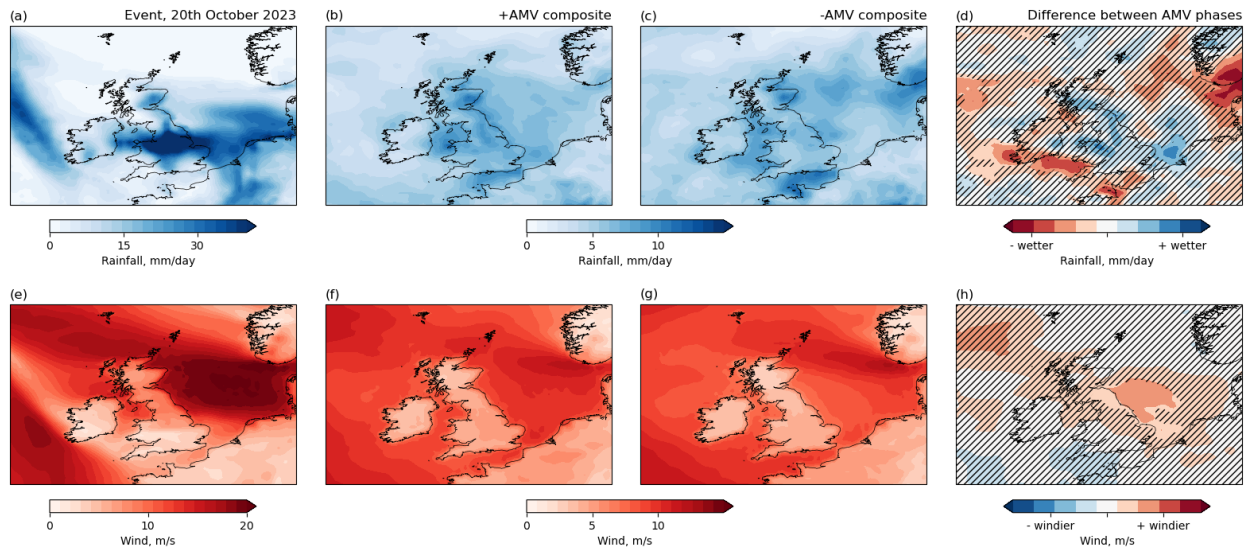 (a) Event, 20th October 2023
(b) +AMV composite
(c) -AMV composite
(d) Difference between AMV phases
0 15 30
Rainfall, mm/day
0 5 10
Rainfall, mm/day
- wetter + wetter
Rainfall, mm/day
(e)
(f)
(g)
(h)
0 10 20
Wind, m/s
0 5 10
Wind, m/s
- windier + windier
Wind, m/s